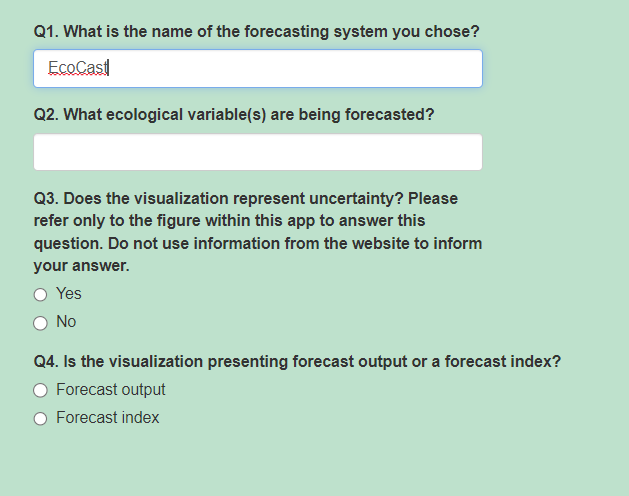 Q1. What is the name of the forecasting system you chose?
EcoCast
Q2. What ecological variable(s) are being forecasted?
Q3. Does the visualization represent uncertainty? Please
refer only to the figure within this app to answer this
question. Do not use information from the website to inform
your answer.
Yes
No
Q4. Is the visualization presenting forecast output or a forecast index?
Forecast output
Forecast index